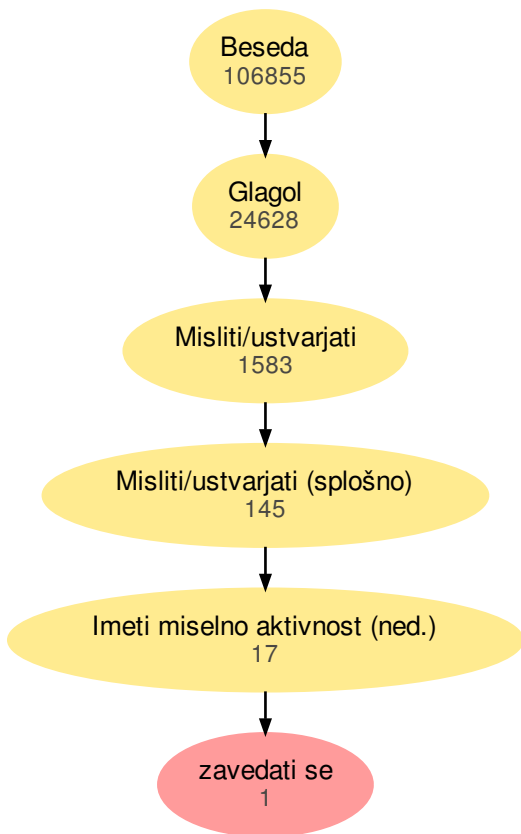 Beseda
106855
Glagol
24628
Misliti/ustvarjati
1583
Misliti/ustvarjati (splošno)
145
Imeti miselno aktivnost (ned.)
17
zavedati se
1